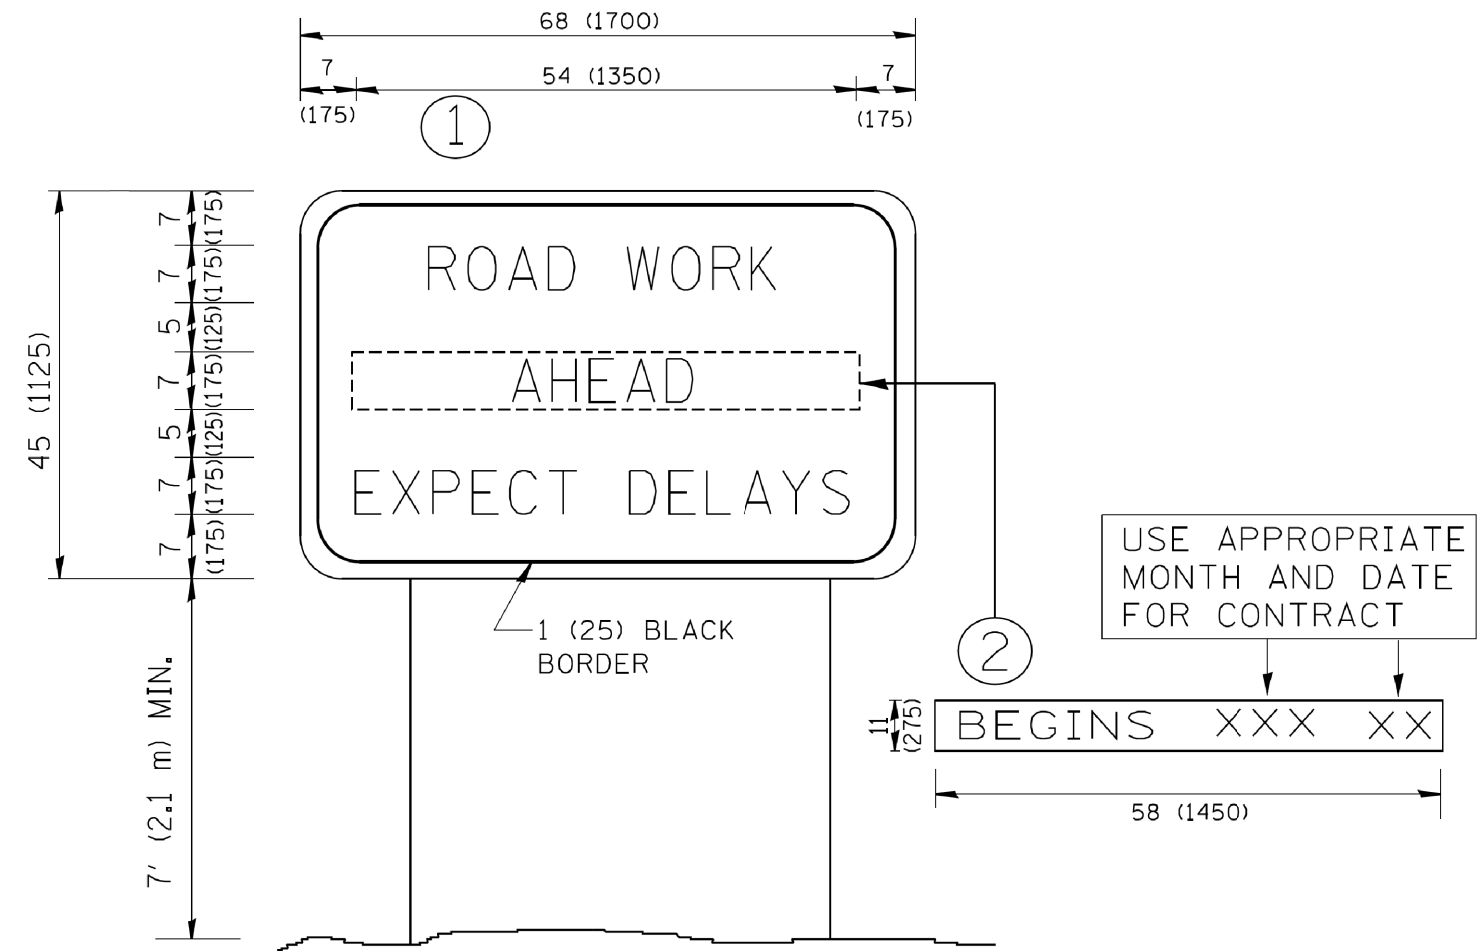 68 (1700)
7
54 (1350)
7
(175)
(175)
1
7 (175)
7 (175)
5 (125)
7 (175)
5 (125)
7 (175)
7 (175)
45 (1125)
ROAD WORK
AHEAD
EXPECT DELAYS
1 (25) BLACK
BORDER
7' (2.1 m) MIN.
USE APPROPRIATE
MONTH AND DATE
FOR CONTRACT
2
11
(275)
BEGINS XXX XX
58 (1450)